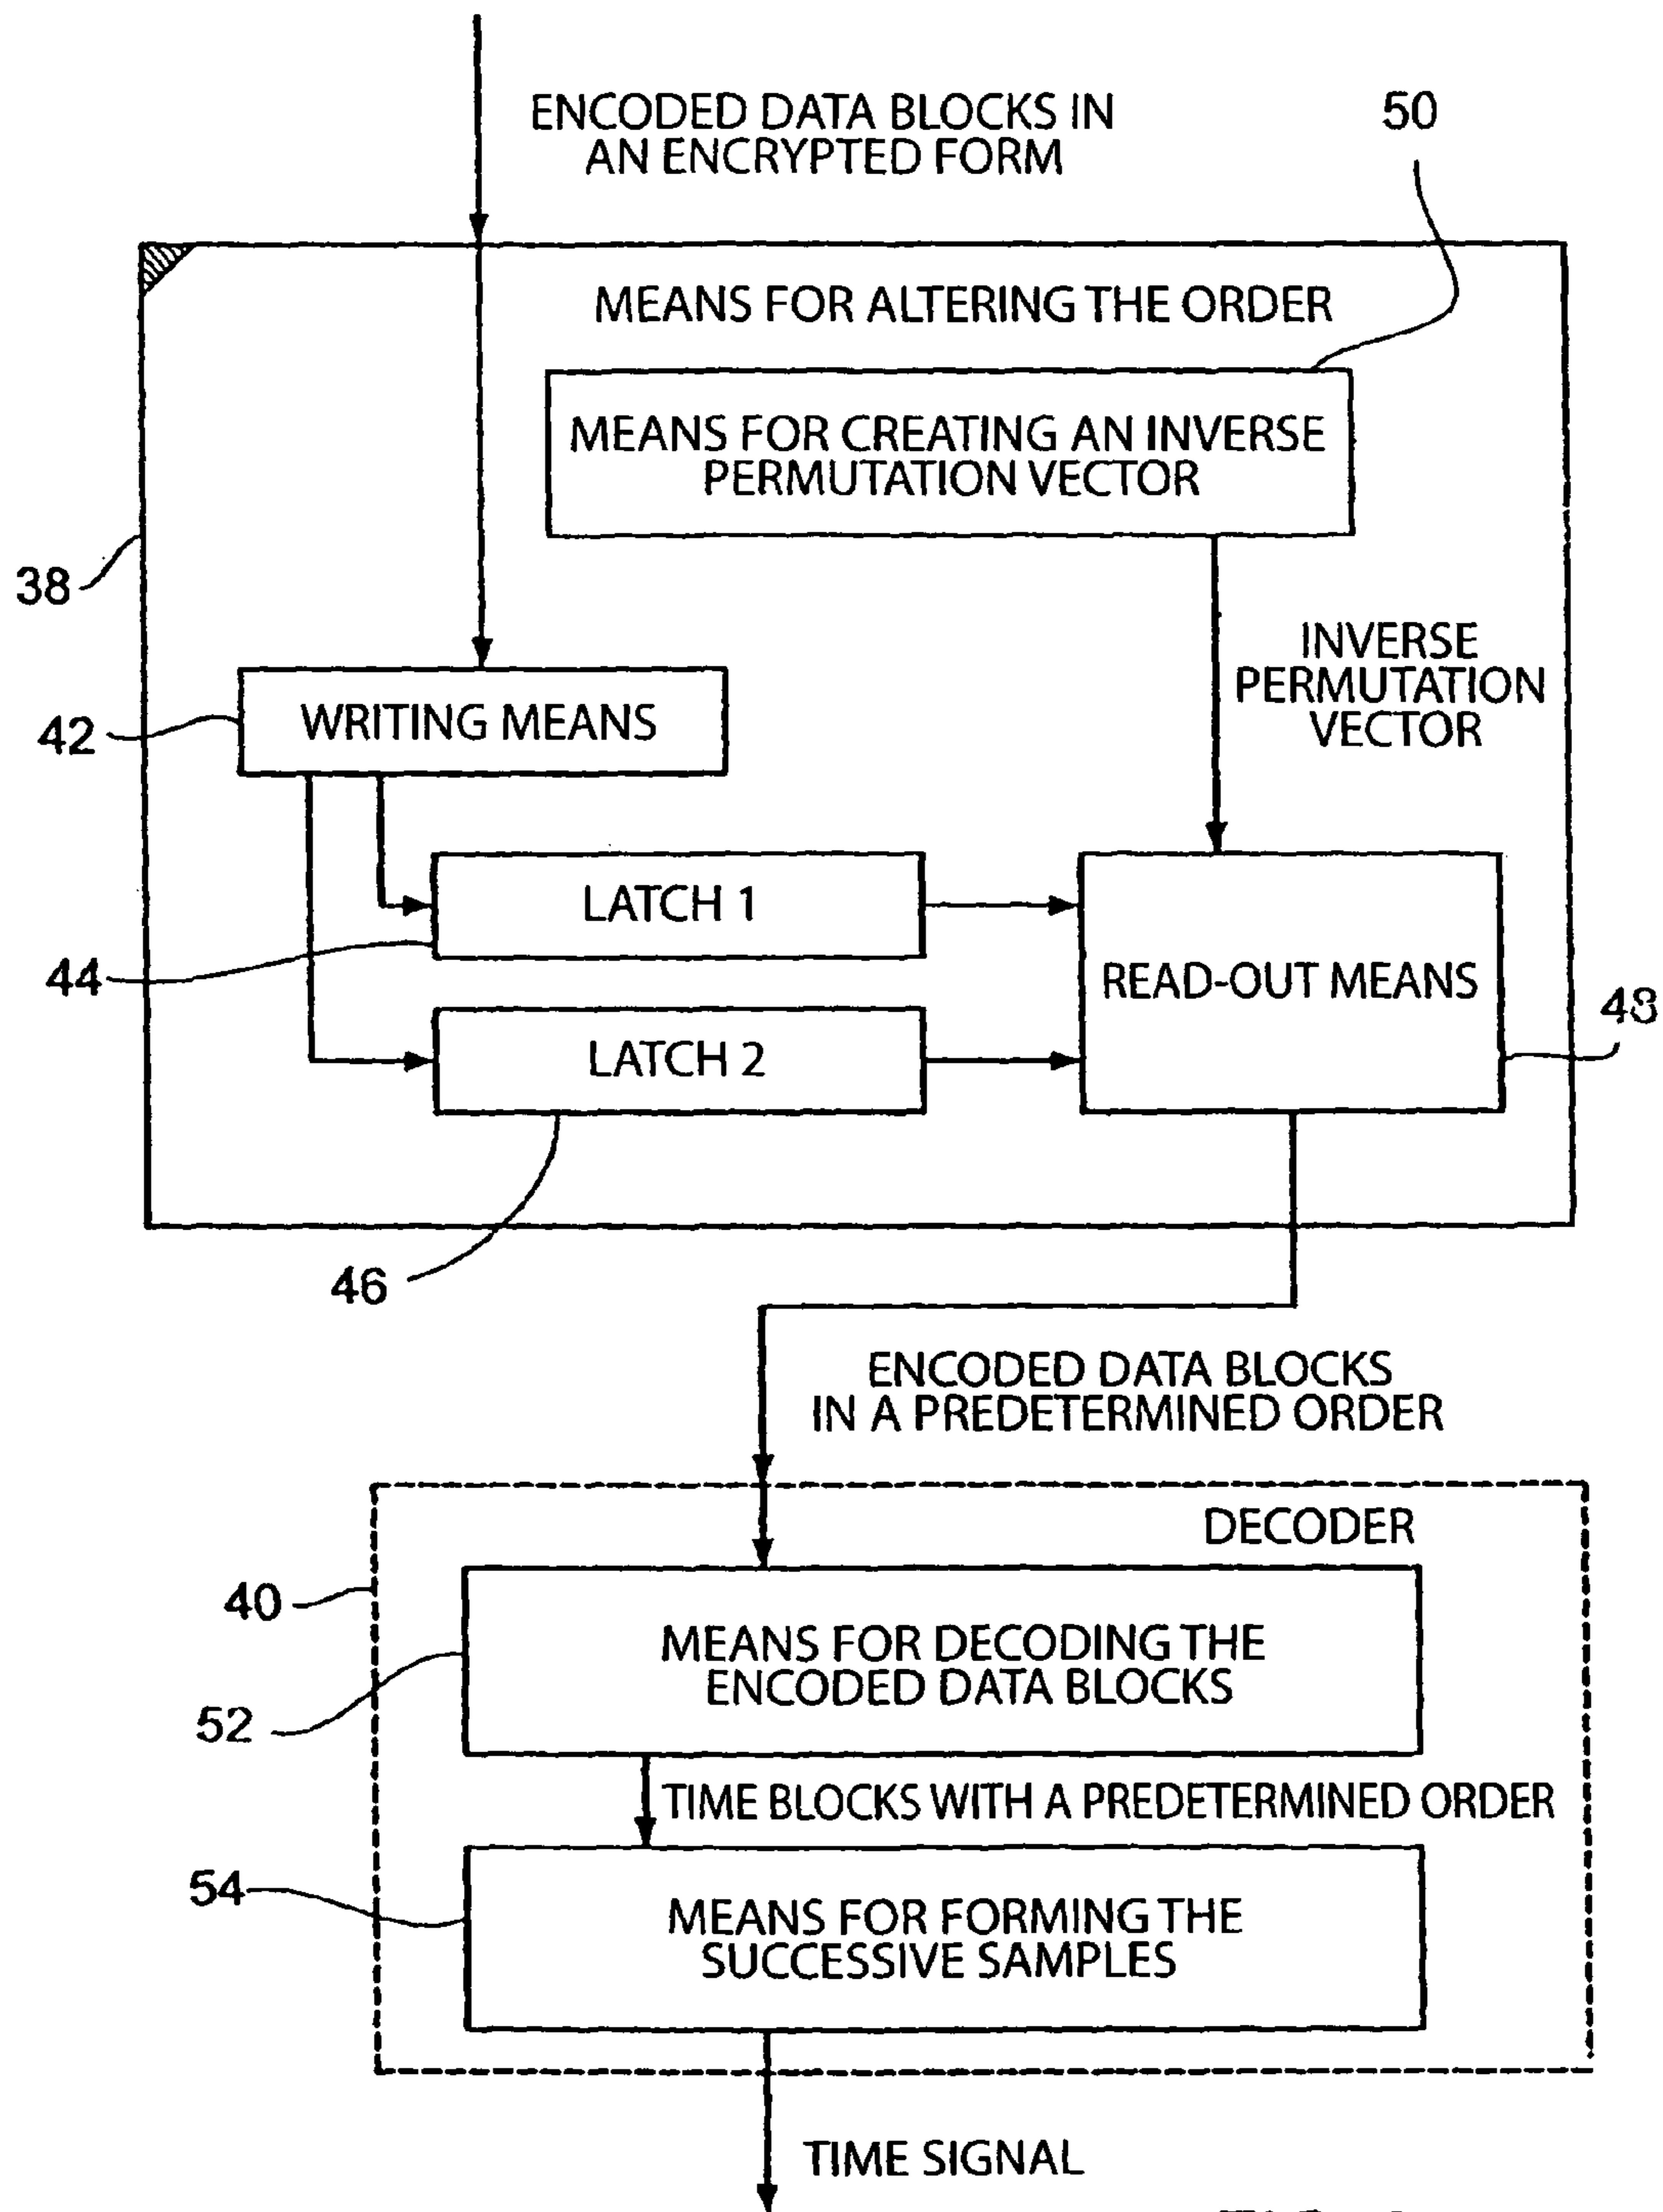 ENCODED DATA BLOCKS IN
AN ENCRYPTED FORM
50
MEANS FOR ALTERING THE ORDER
MEANS FOR CREATING AN INVERSE
PERMUTATION VECTOR
38
INVERSE
PERMUTATION
VECTOR
42
WRITING MEANS
LATCH 1
44
READ-OUT MEANS
48
LATCH 2
46
ENCODED DATA BLOCKS
IN A PREDETERMINED ORDER
DECODER
40
MEANS FOR DECODING THE
ENCODED DATA BLOCKS
52
TIME BLOCKS WITH A PREDETERMINED ORDER
54
MEANS FOR FORMING THE
SUCCESSIVE SAMPLES
TIME SIGNAL